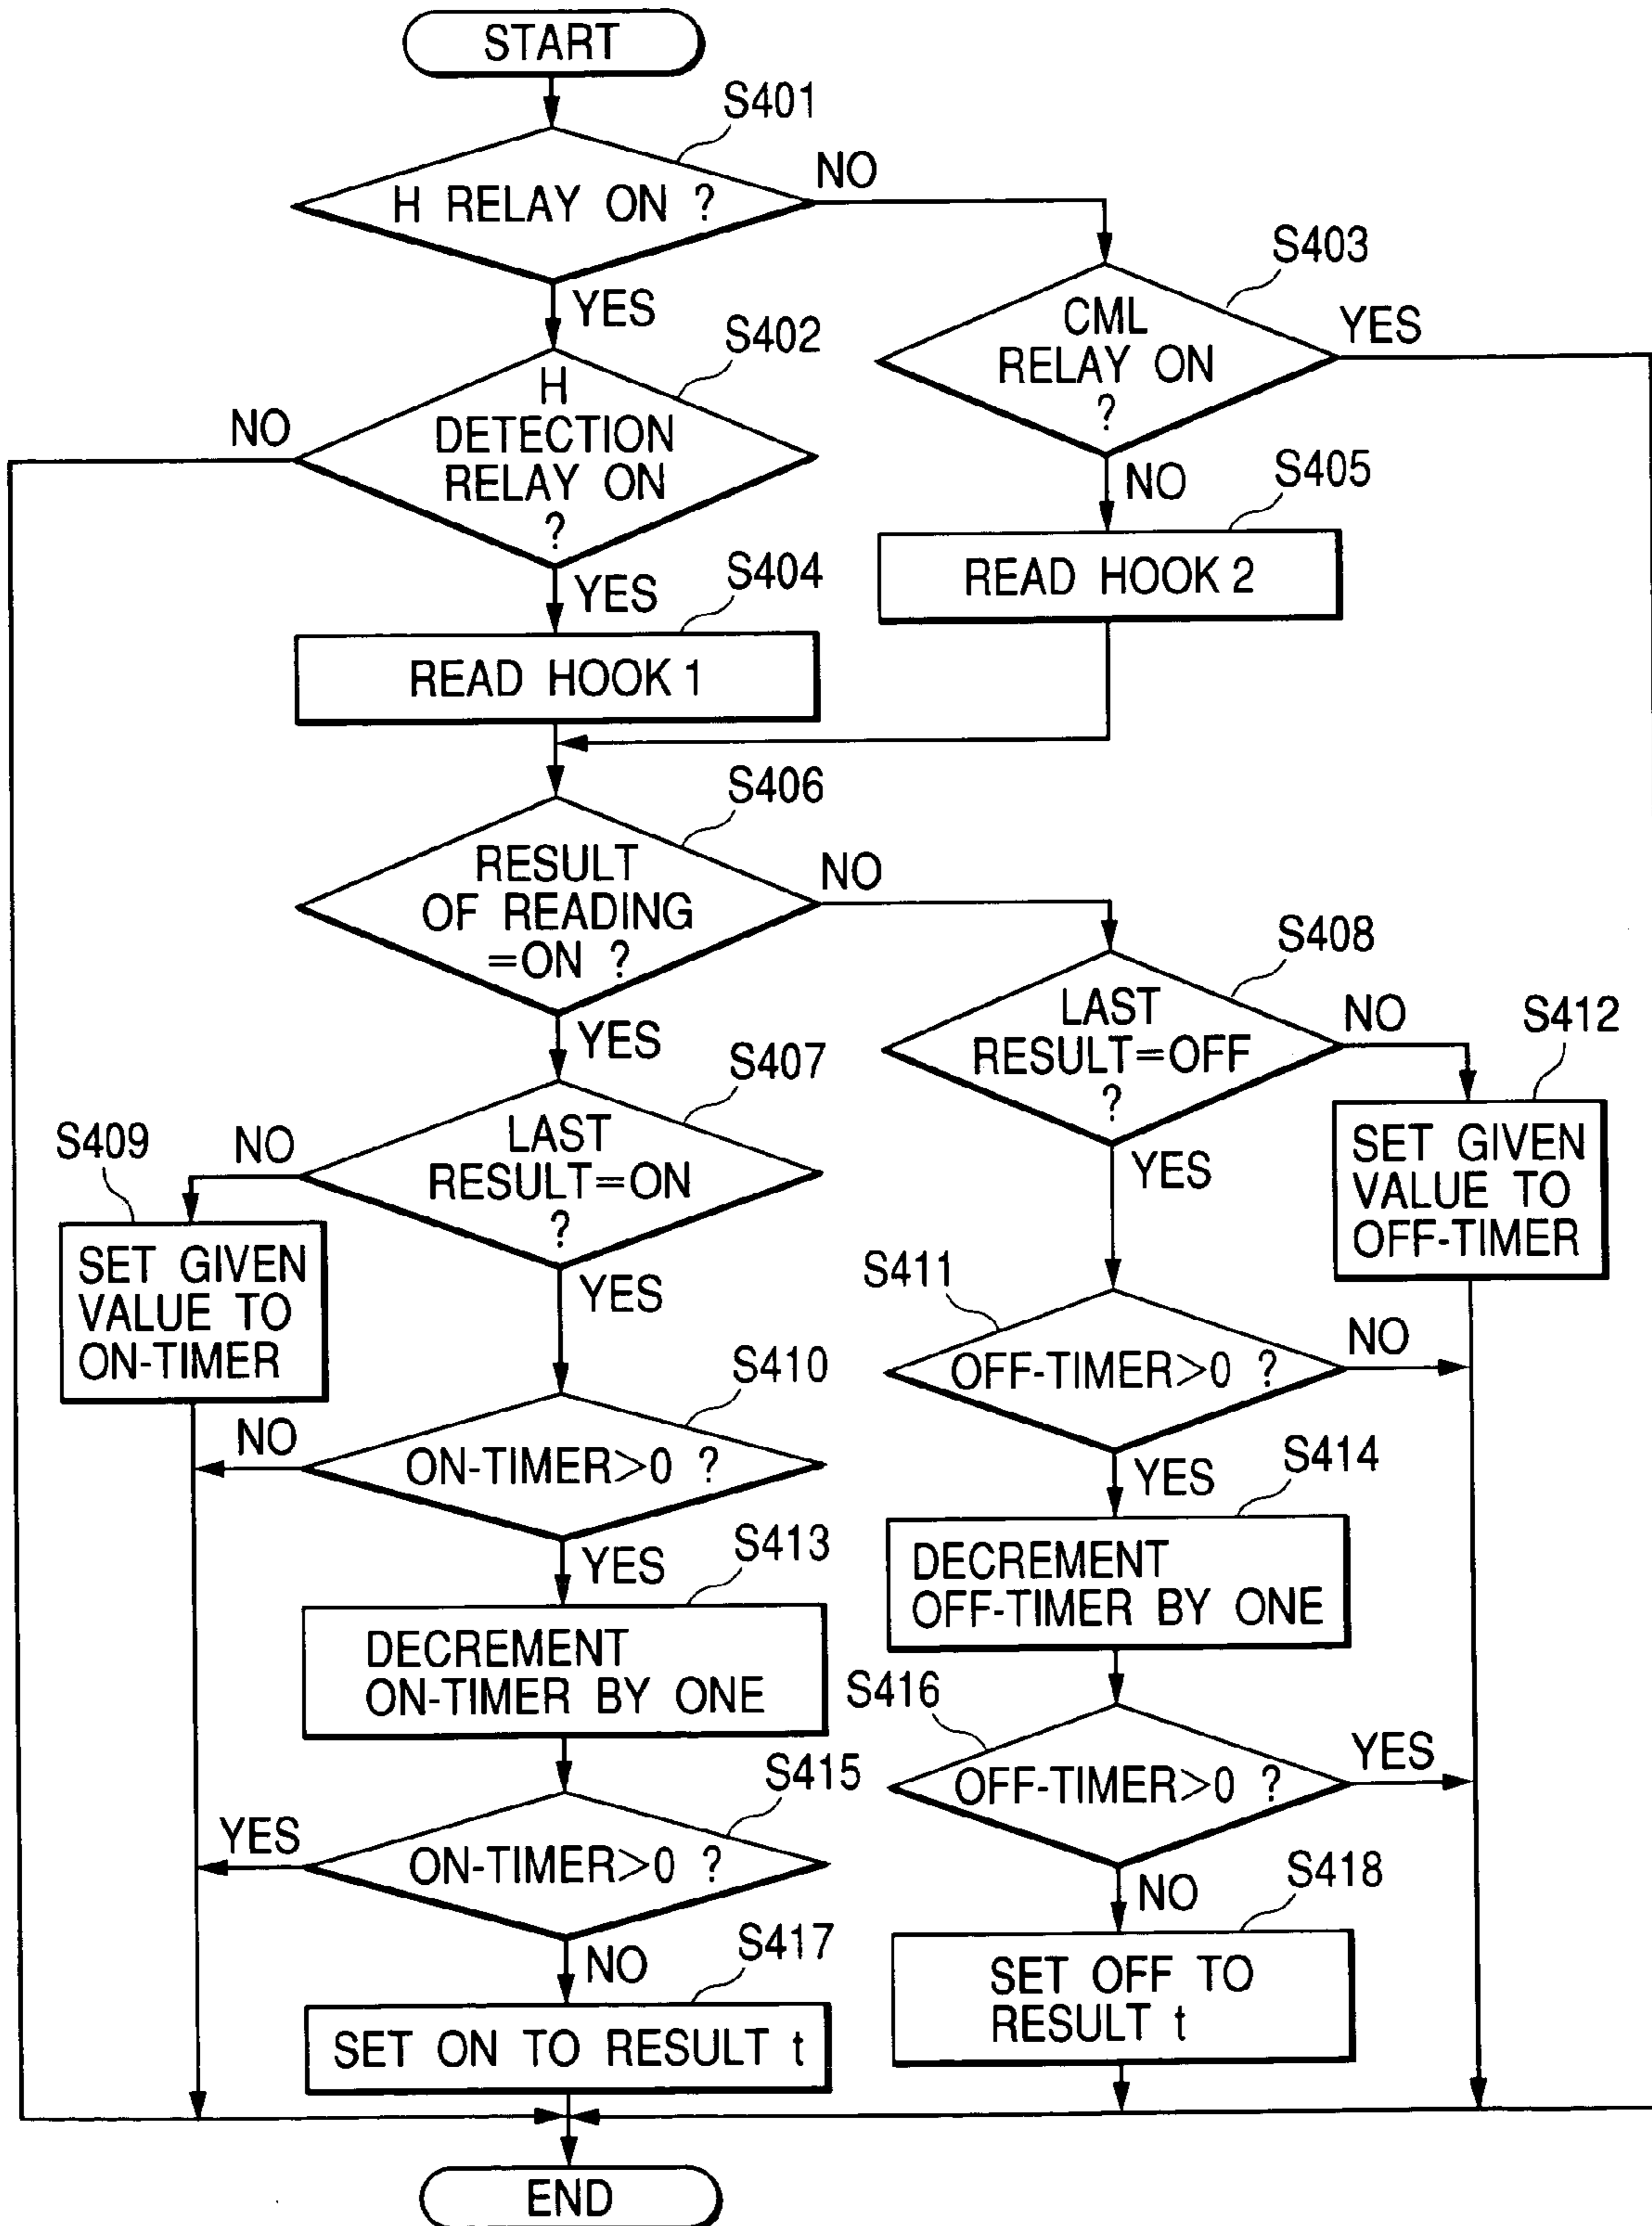 START
S401
H RELAY ON ?
NO
YES
S403
CML
RELAY ON
?
YES
NO
S402
H
DETECTION
RELAY ON
?
NO
YES
S405
READ HOOK 2
S404
READ HOOK 1
S406
RESULT
OF READING
=ON ?
NO
YES
S408
LAST
RESULT=OFF
?
NO
YES
S412
SET GIVEN
VALUE TO
OFF-TIMER
S407
LAST
RESULT=ON
?
NO
YES
S409
SET GIVEN
VALUE TO
ON-TIMER
S411
OFF-TIMER>0 ?
NO
YES
S410
ON-TIMER>0 ?
NO
YES
S414
DECREMENT
OFF-TIMER BY ONE
S413
DECREMENT
ON-TIMER BY ONE
S416
OFF-TIMER>0 ?
YES
NO
S415
ON-TIMER>0 ?
YES
NO
S418
SET OFF TO
RESULT t
S417
SET ON TO RESULT t
END